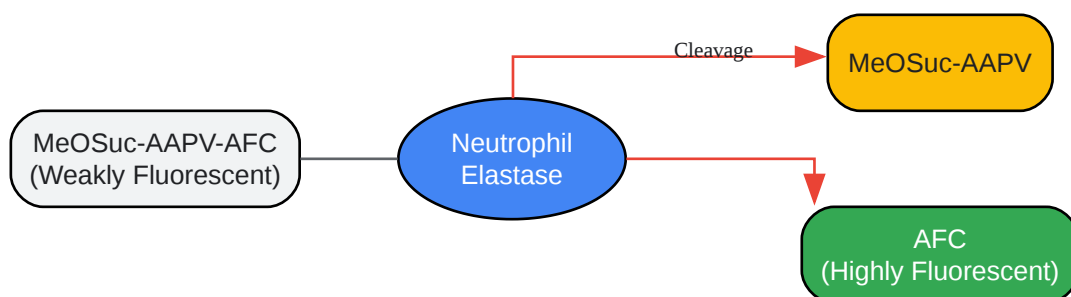 MeOSuc-AAPV-AFC
(Weakly Fluorescent)
Neutrophil
Elastase
Cleavage
MeOSuc-AAPV
AFC
(Highly Fluorescent)